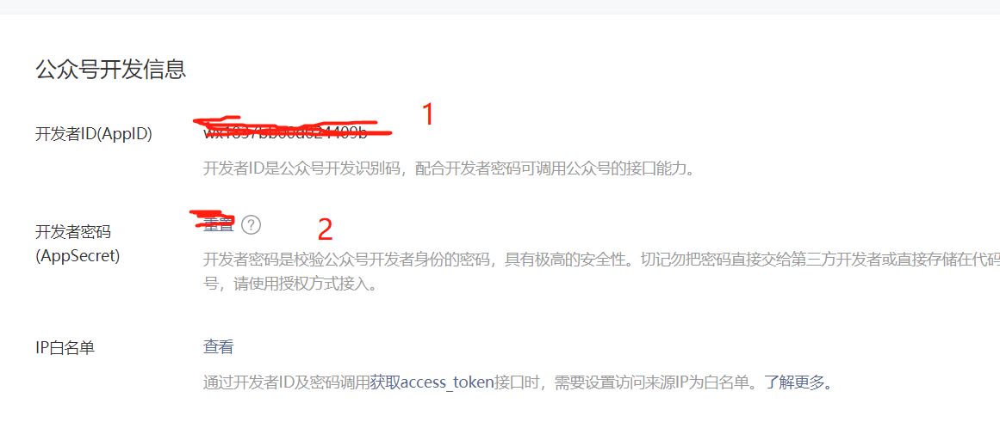 公众号开发信息
1
开发者ID(AppID)
开发者ID是公众号开发识别码，配合开发者密码可调用公众号的接口能力。
重置 ?
2
开发者密码
(AppSecret)
开发者密码是校验公众号开发者身份的密码，具有极高的安全性。切记勿把密码直接交给第三方开发者或直接存储在代码
号，请使用授权方式接入。
IP白名单
查看
通过开发者ID及密码调用获取access_token接口时，需要设置访问来源IP为白名单。了解更多。